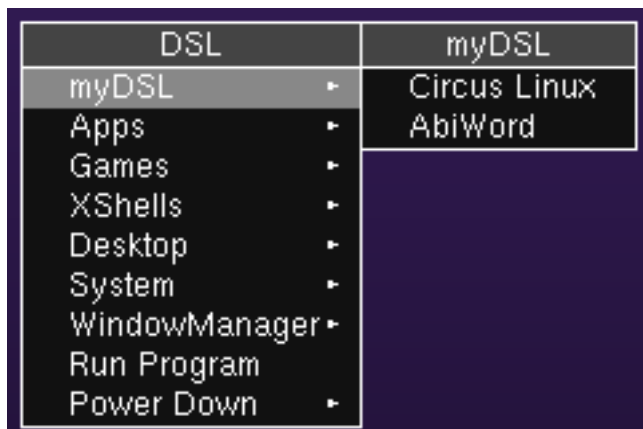 DSL
myDSL
Apps
Games
XShells
Desktop
System
WindowManager
Run Program
Power Down
myDSL
Circus Linux
AbiWord